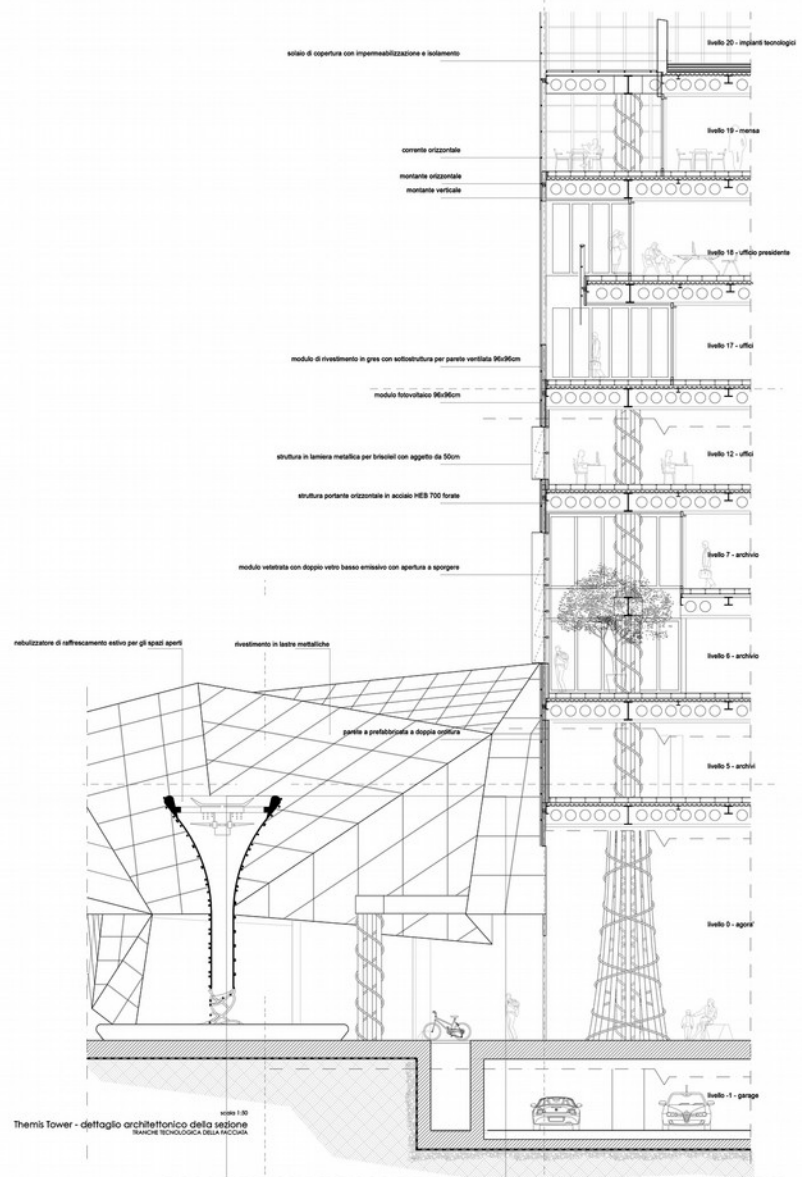 livello 20 - impianti tecnologici
solaio di copertura con impermeabilizzazione e isolamento
livello 19 - mensa
corrente orizzontale
montante orizzontale
montante verticale
livello 18 - ufficio presidente
livello 17 - uffici
modulo di rivestimento in gres con sottostruttura per parete ventilata 96x96cm
modulo fotovoltaico 96x96cm
livello 12 - uffici
struttura in lamiera metallica per brisoleil con aggetto da 50cm
struttura portante orizzontale in acciaio HEB 700 forate
livello 7 - archivio
modulo vetetrata con doppio vetro basso emissivo con apertura a sporgere
nebulizzatore di raffrescamento estivo per gli spazi aperti
rivestimento in lastre metalliche
livello 6 - archivio
parete a prefabbricata a doppia orditura
livello 5 - archivi
livello 0 - agora'
livello -1 - garage
scala 1:50
Themis Tower - dettaglio architettonico della sezione
TRANCHE TECNOLOGICA DELLA FACCIATA